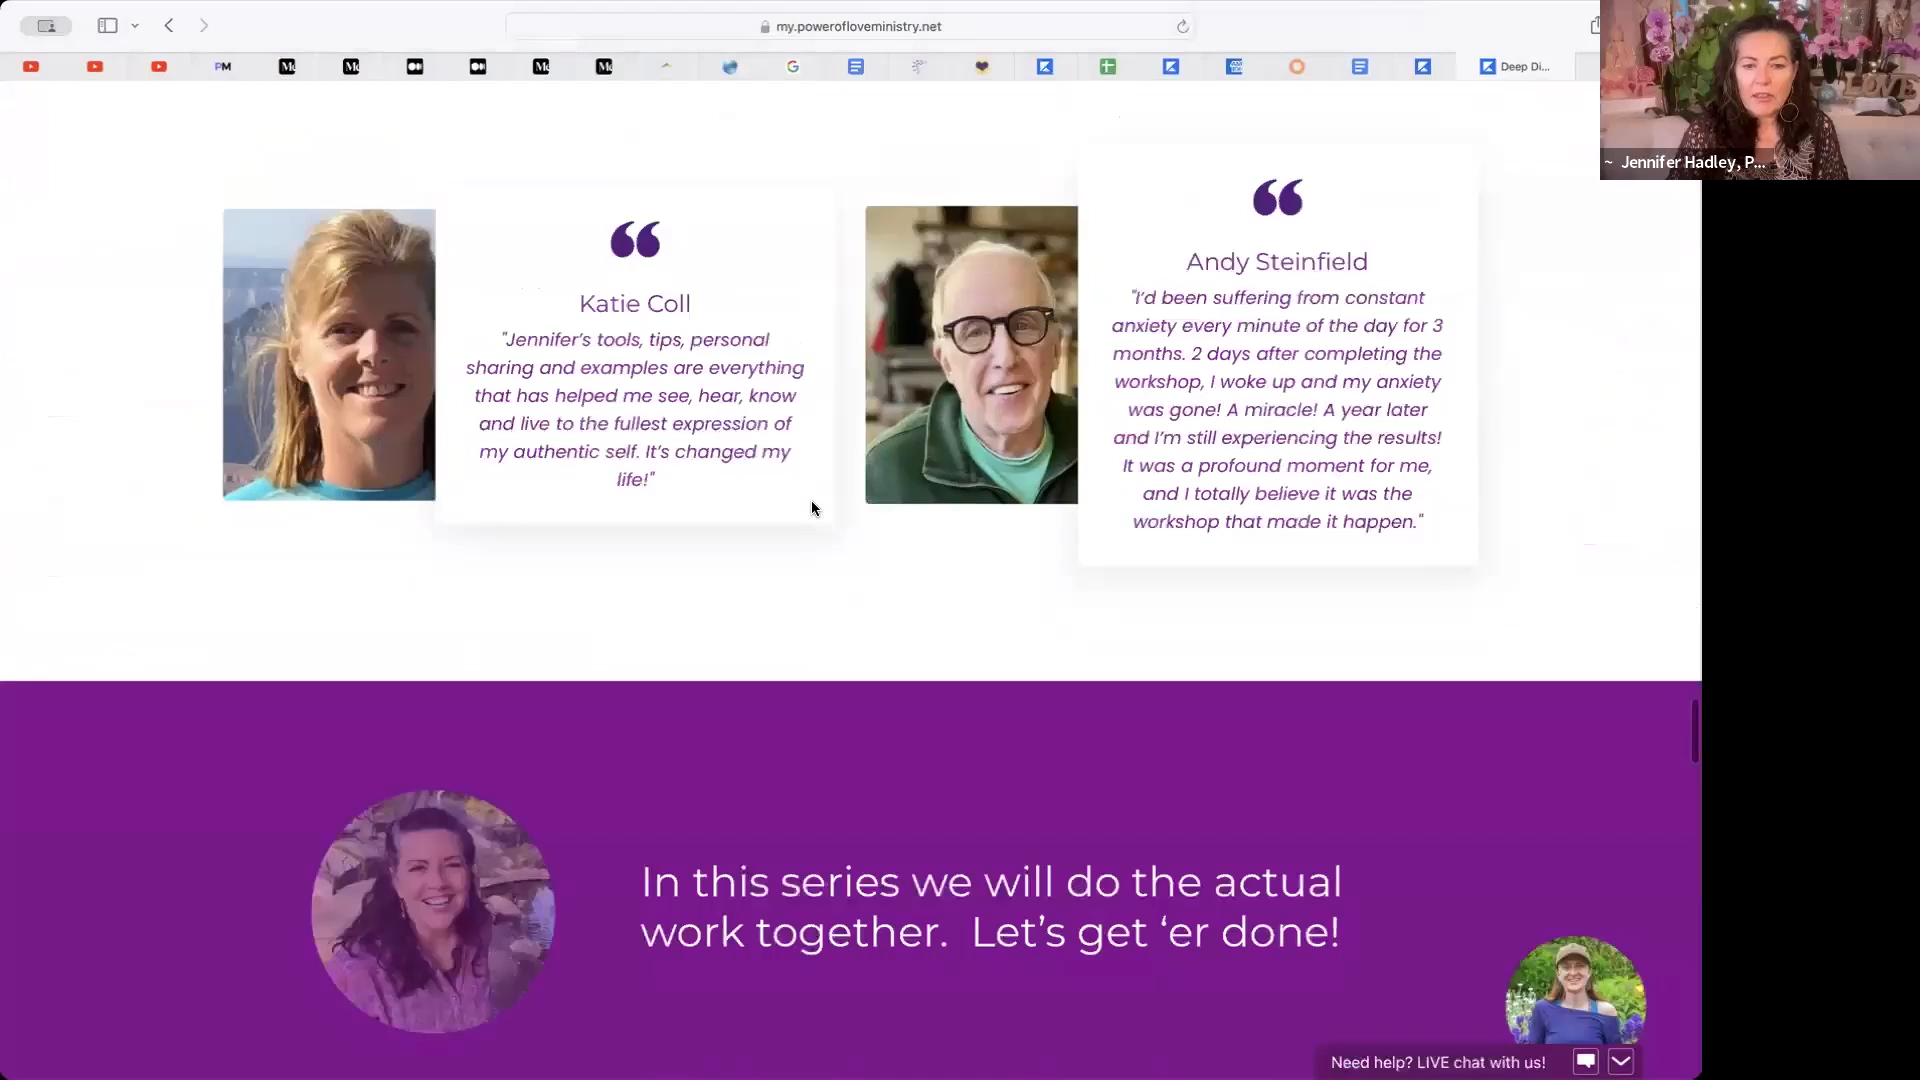 my.powerofloveministry.net
PM
Deep Di...
LOVE
~ Jennifer Hadley, P...
Katie Coll
"Jennifer's tools, tips, personal
sharing and examples are everything
that has helped me see, hear, know
and live to the fullest expression of
my authentic self. It's changed my
life!"
Andy Steinfield
"I'd been suffering from constant
anxiety every minute of the day for 3
months. 2 days after completing the
workshop, I woke up and my anxiety
was gone! A miracle! A year later
and I'm still experiencing the results!
It was a profound moment for me,
and I totally believe it was the
workshop that made it happen."
In this series we will do the actual
work together.  Let's get ‘er done!
Need help? LIVE chat with us!